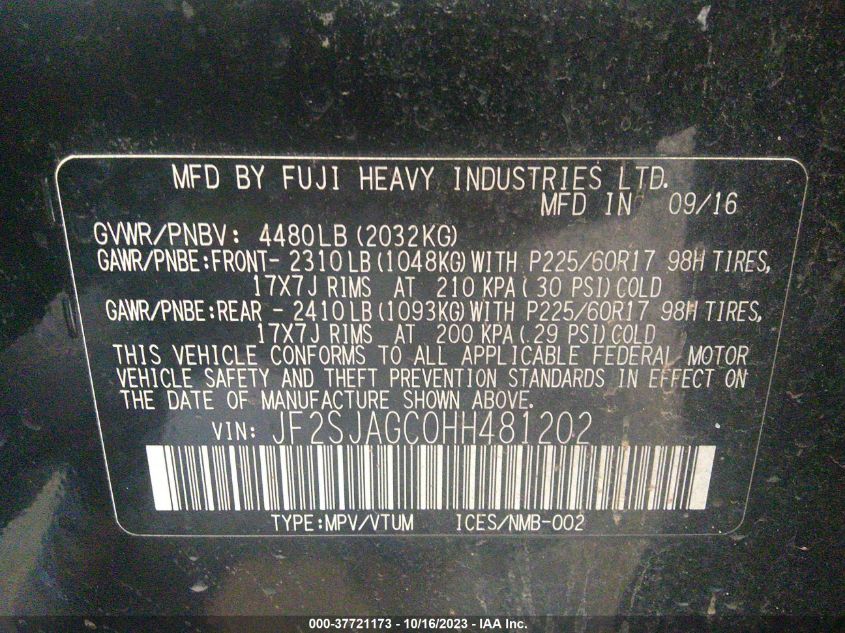 MFD BY FUJI HEAVY INDUSTRIES LTD.
MFD IN 09/16
GVWR/PNBV: 4480LB (2032KG)
GAWR/PNBE:FRONT- 2310LB (1048KG) WITH P225/60R17 98H TIRES,
17X7J RIMS AT 210 KPA( 30 PSI) COLD
GAWR/PNBE:REAR - 2410LB (1093KG) WITH P225/60R17 98H TIRES,
17X7J RIMS AT 200 KPA( 29 PSI) COLD
THIS VEHICLE CONFORMS TO ALL APPLICABLE FEDERAL MOTOR
VEHICLE SAFETY AND THEFT PREVENTION STANDARDS IN EFFECT ON
THE DATE OF MANUFACTURE SHOWN ABOVE.
VIN: JF2SJAGC0HH481202
TYPE:MPV/VTUM ICES/NMB-002
000-37721173 - 10/16/2023 - IAA Inc.